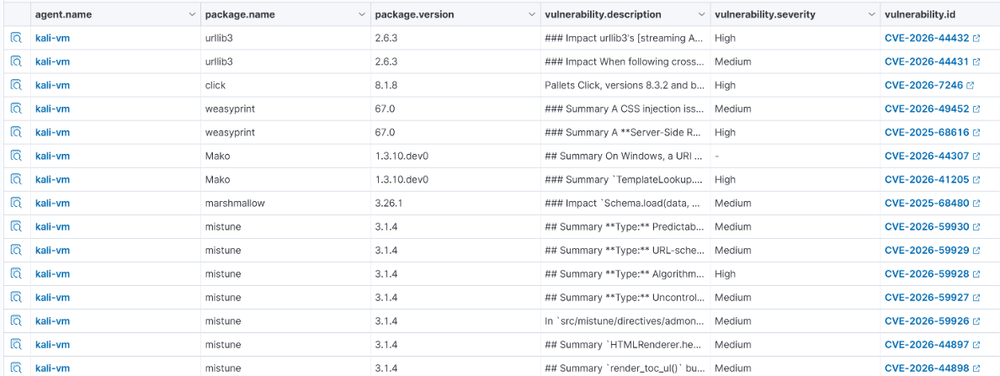 agent.name package.name package.version vulnerability.description vulnerability.severity vulnerability.id
kali-vm urllib3 2.6.3 ### Impact urllib3's [streaming A... High CVE-2026-44432
kali-vm urllib3 2.6.3 ### Impact When following cross... Medium CVE-2026-44431
kali-vm click 8.1.8 Pallets Click, versions 8.3.2 and b... High CVE-2026-7246
kali-vm weasyprint 67.0 ### Summary A CSS injection iss... Medium CVE-2026-49452
kali-vm weasyprint 67.0 ### Summary A **Server-Side R... High CVE-2025-68616
kali-vm Mako 1.3.10.dev0 ## Summary On Windows, a URI ... - CVE-2026-44307
kali-vm Mako 1.3.10.dev0 ### Summary `TemplateLookup.... High CVE-2026-41205
kali-vm marshmallow 3.26.1 ### Impact `Schema.load(data, ... Medium CVE-2025-68480
kali-vm mistune 3.1.4 ## Summary **Type:** Predictab... Medium CVE-2026-59930
kali-vm mistune 3.1.4 ## Summary **Type:** URL-sche... Medium CVE-2026-59929
kali-vm mistune 3.1.4 ## Summary **Type:** Algorithm... High CVE-2026-59928
kali-vm mistune 3.1.4 ## Summary **Type:** Uncontrol... Medium CVE-2026-59927
kali-vm mistune 3.1.4 In `src/mistune/directives/admon... Medium CVE-2026-59926
kali-vm mistune 3.1.4 ## Summary `HTMLRenderer.he... Medium CVE-2026-44897
kali-vm mistune 3.1.4 ## Summary `render_toc_ul()` bu... Medium CVE-2026-44898